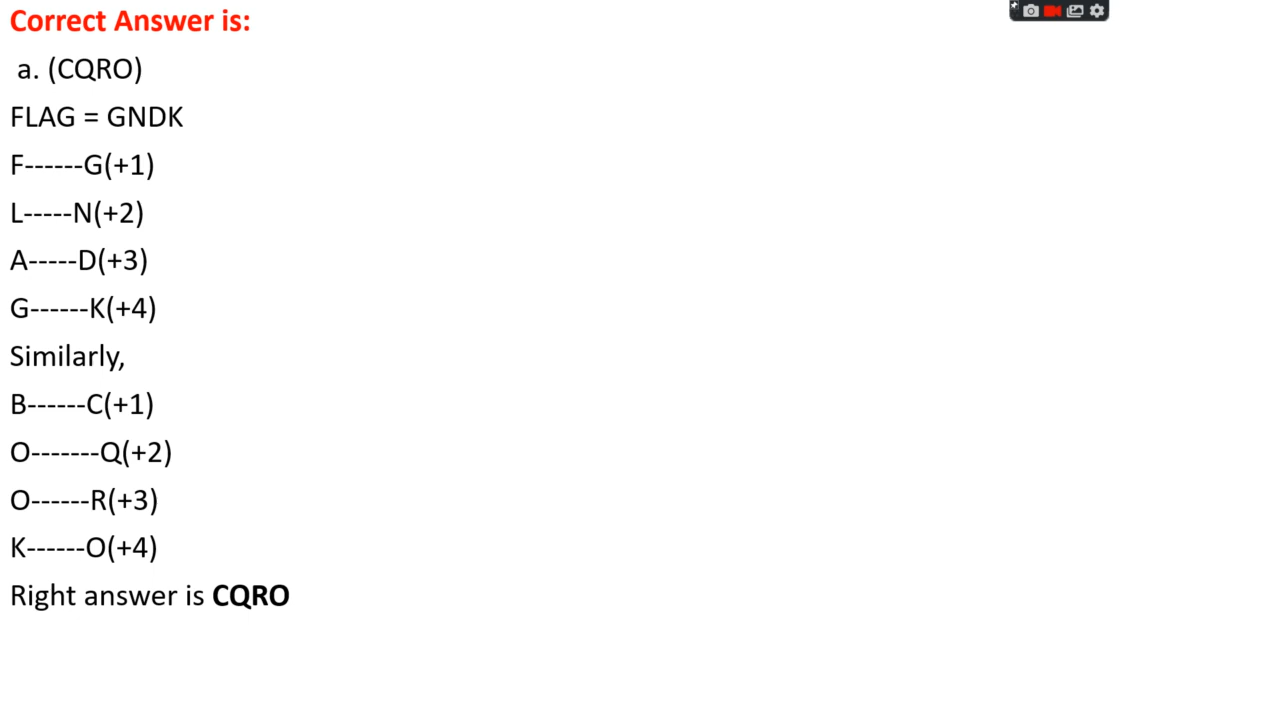 Correct Answer is:
a. (CQRO)
FLAG = GNDK
F------G(+1)
L-----N(+2)
A-----D(+3)
G------K(+4)
Similarly,
B------C(+1)
O-------Q(+2)
O------R(+3)
K------O(+4)
Right answer is CQRO